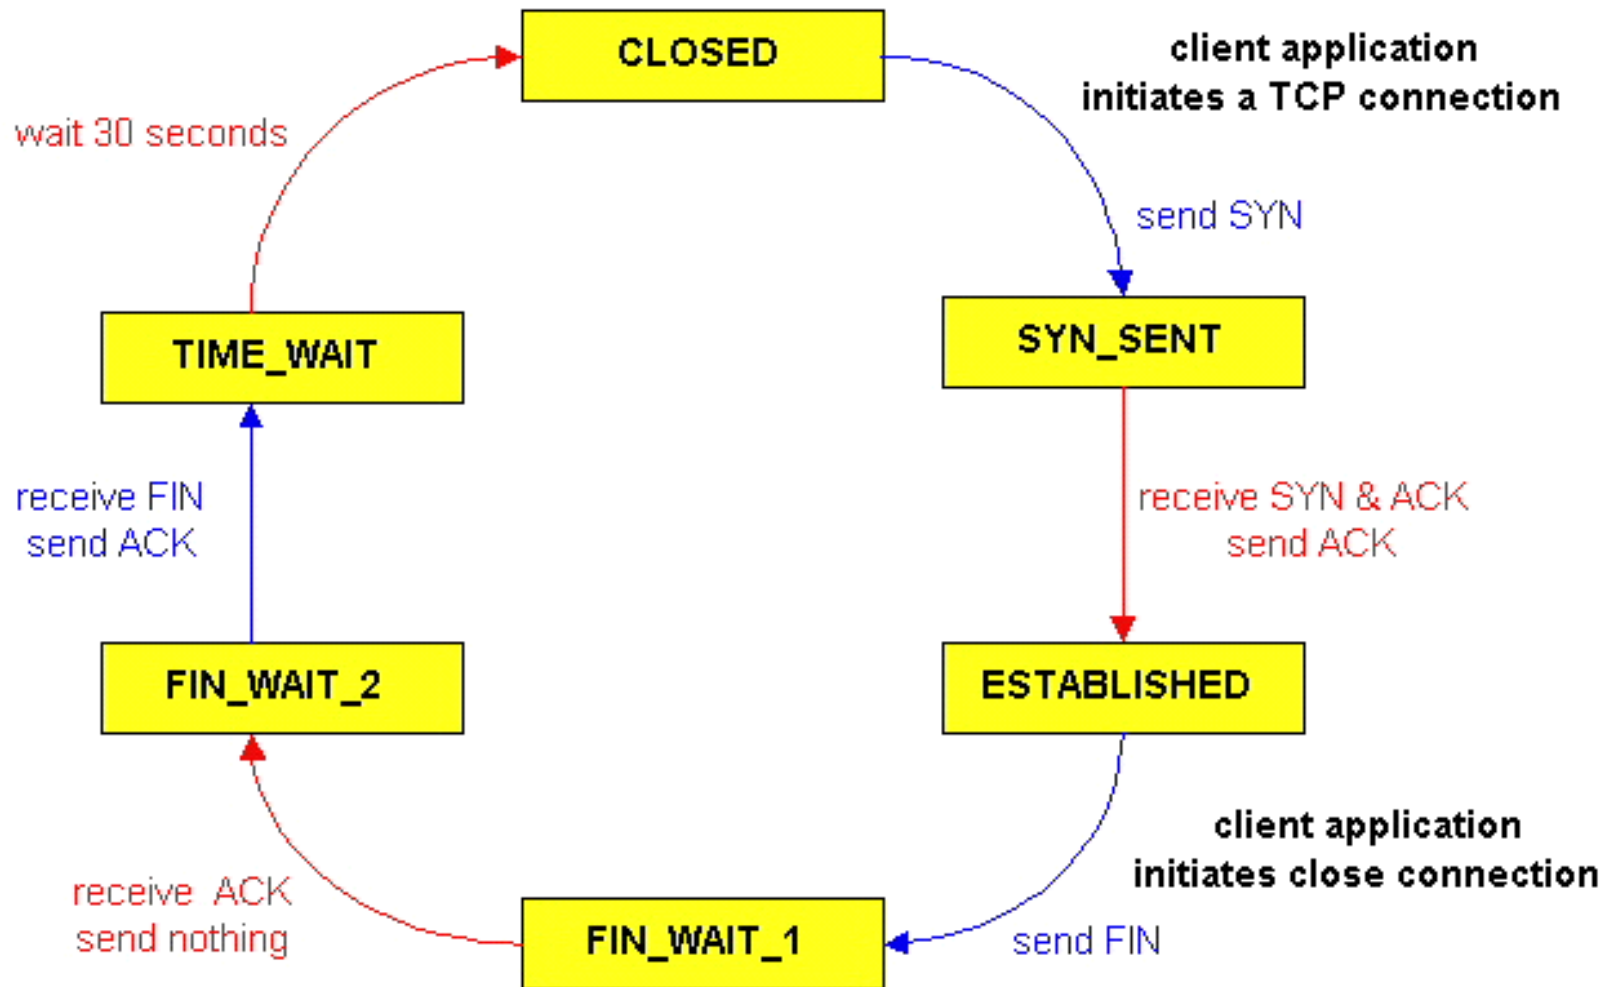 CLOSED
client application
initiates a TCP connection
wait 30 seconds
send SYN
SYN_SENT
TIME_WAIT
receive SYN & ACK
send ACK
receive FIN
send ACK
ESTABLISHED
FIN_WAIT_2
client application
initiates close connection
receive ACK
send nothing
FIN_WAIT_1
send FIN